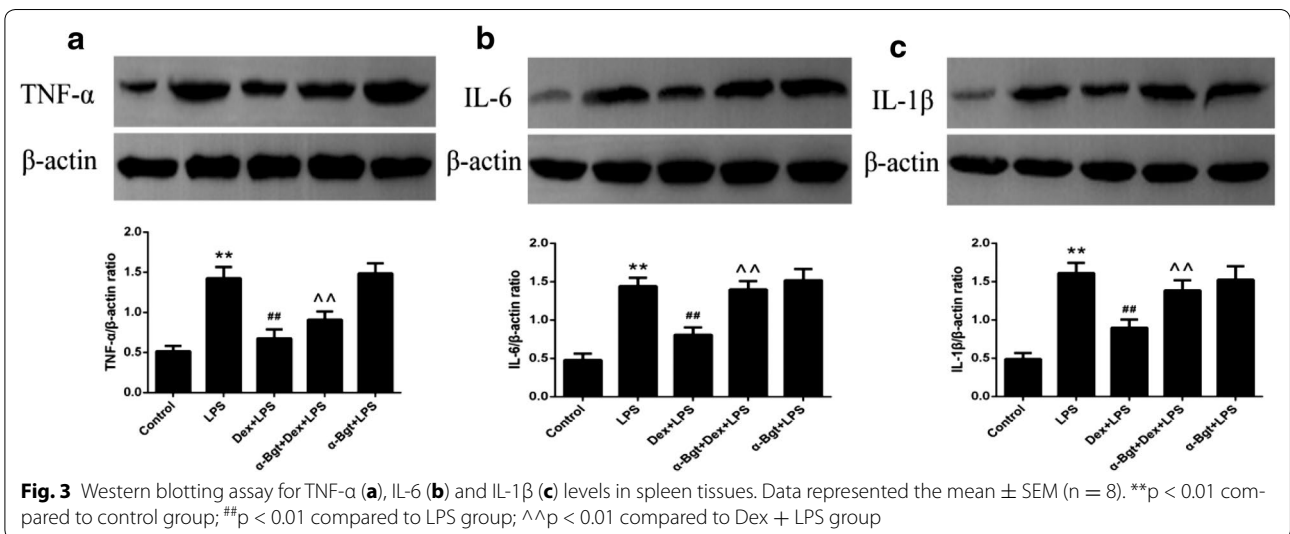 a
TNF-α
β-actin
TNF-α/β-actin ratio
2.0
1.5
1.0
0.5
0.0
**
##
^^
Control
LPS
Dex+LPS
α-Bgt+Dex+LPS
α-Bgt+LPS
b
IL-6
β-actin
IL-6/β-actin ratio
2.0
1.5
1.0
0.5
0.0
**
##
^^
Control
LPS
Dex+LPS
α-Bgt+Dex+LPS
α-Bgt+LPS
c
IL-1β
β-actin
IL-1β/β-actin ratio
2.0
1.5
1.0
0.5
0.0
**
##
^^
Control
LPS
Dex+LPS
α-Bgt+Dex+LPS
α-Bgt+LPS
Fig. 3 Western blotting assay for TNF-α (a), IL-6 (b) and IL-1β (c) levels in spleen tissues. Data represented the mean ± SEM (n = 8). **p < 0.01 com-
pared to control group; ##p < 0.01 compared to LPS group; ^^p < 0.01 compared to Dex + LPS group